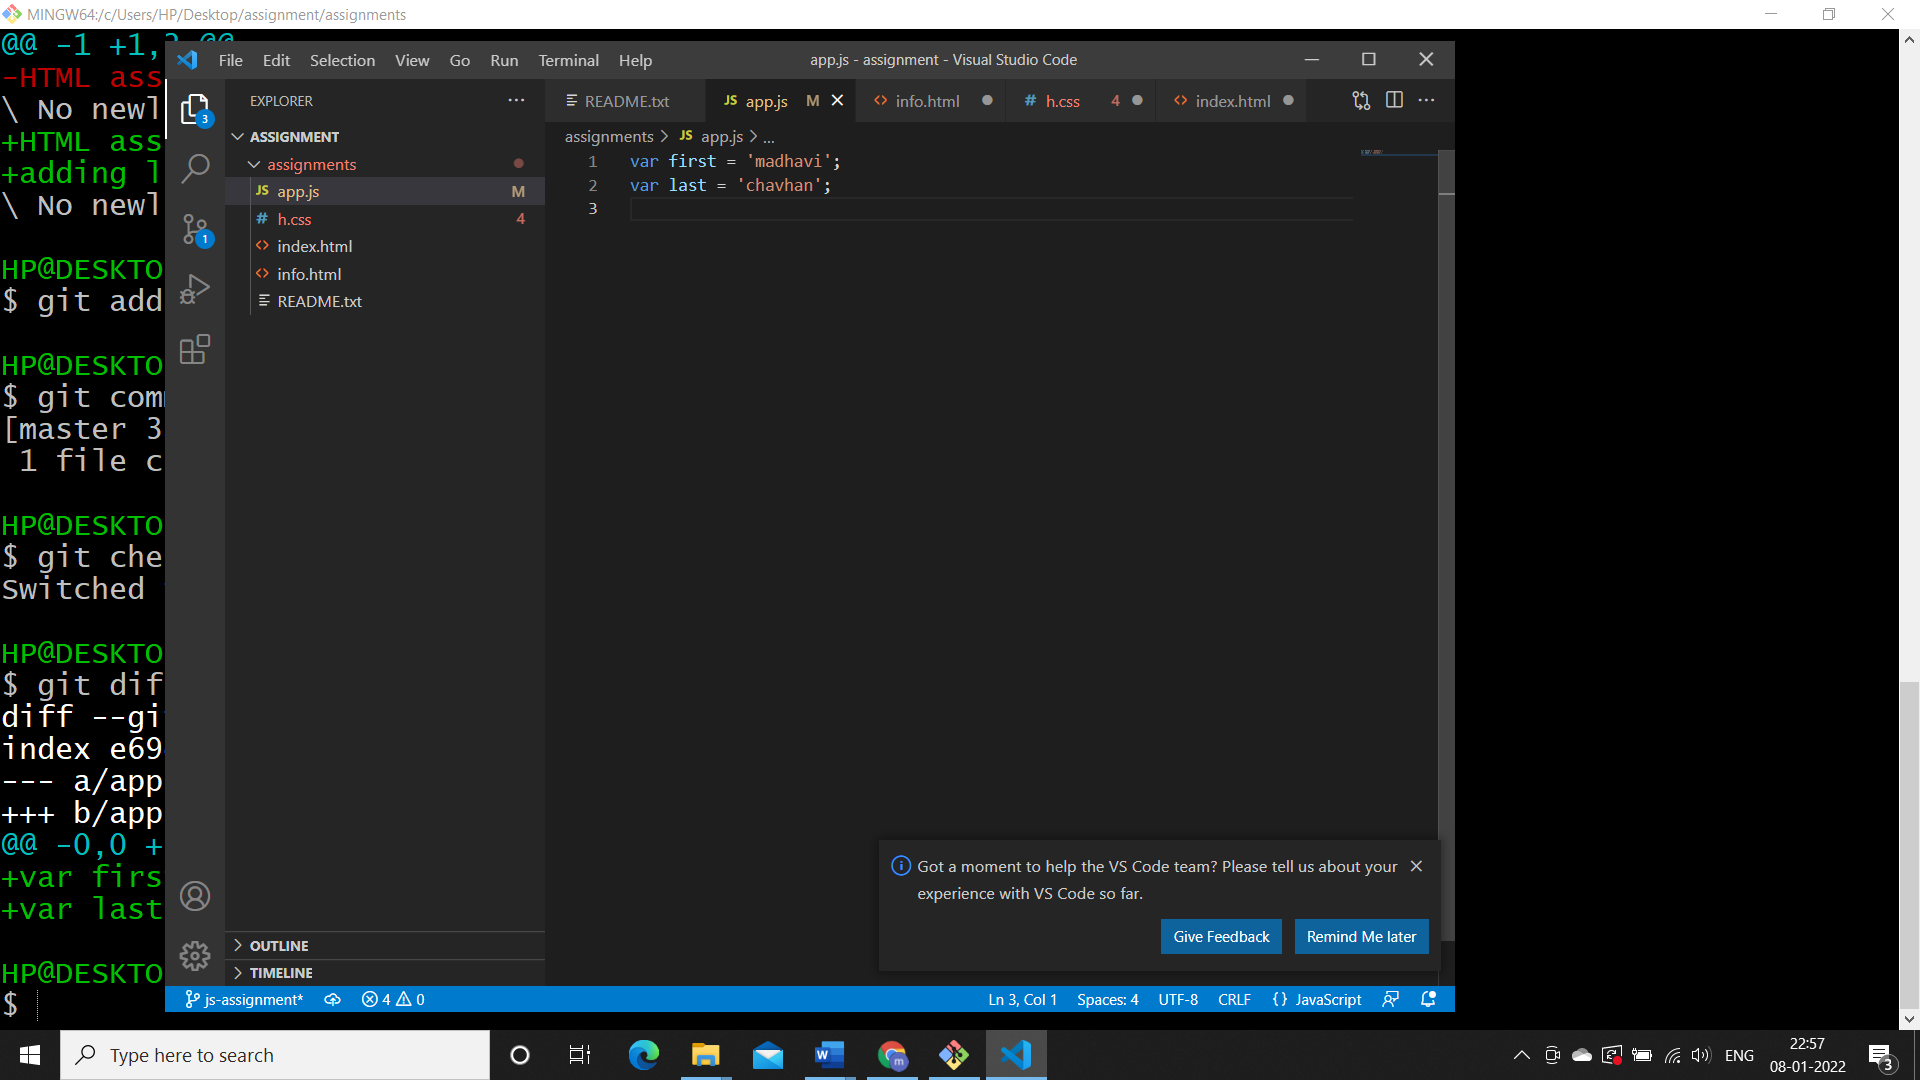 MINGW64:/c/Users/HP/Desktop/assignment/assignments
@@ -1 +1,2 @@
-HTML ass
\ No newl
+HTML ass
+adding l
\ No newl
HP@DESKTO
$ git add
HP@DESKTO
$ git com
[master 3
1 file c
HP@DESKTO
$ git che
Switched
HP@DESKTO
$ git dif
diff --gi
index e69
--- a/app
+++ b/app
@@ -0,0 +
+var firs
+var last
HP@DESKTO
$
File Edit Selection View Go Run Terminal Help
app.js - assignment - Visual Studio Code
EXPLORER
3
1
ASSIGNMENT
assignments
JS app.js M
# h.css 4
<> index.html
<> info.html
README.txt
OUTLINE
TIMELINE
README.txt
JS app.js M
<> info.html
# h.css 4
<> index.html
assignments > JS app.js > ...
1 var first = 'madhavi';
2 var last = 'chavhan';
3
Got a moment to help the VS Code team? Please tell us about your
experience with VS Code so far.
Give Feedback
Remind Me later
js-assignment* 4 0
Ln 3, Col 1 Spaces: 4 UTF-8 CRLF {} JavaScript
Type here to search
W
m
ENG
22:57
08-01-2022
3